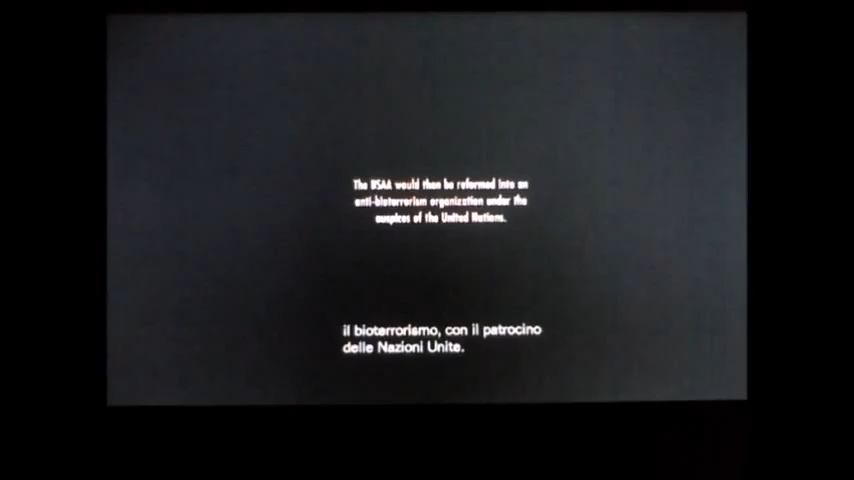 The BSAA would then be reformed into an
anti-bioterrorism organization under the
auspices of the United Nations.
il bioterrorismo, con il patrocino
delle Nazioni Unite.